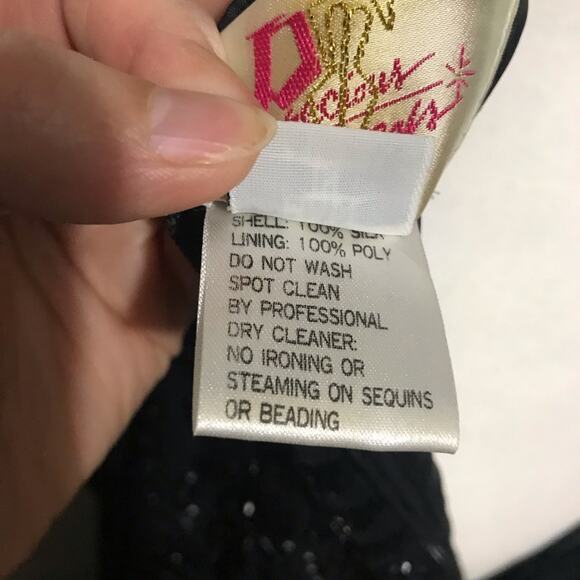 SHELL: 100% SILK
LINING: 100% POLY
DO NOT WASH
SPOT CLEAN
BY PROFESSIONAL
DRY CLEANER:
NO IRONING OR
STEAMING ON SEQUINS
OR BEADING